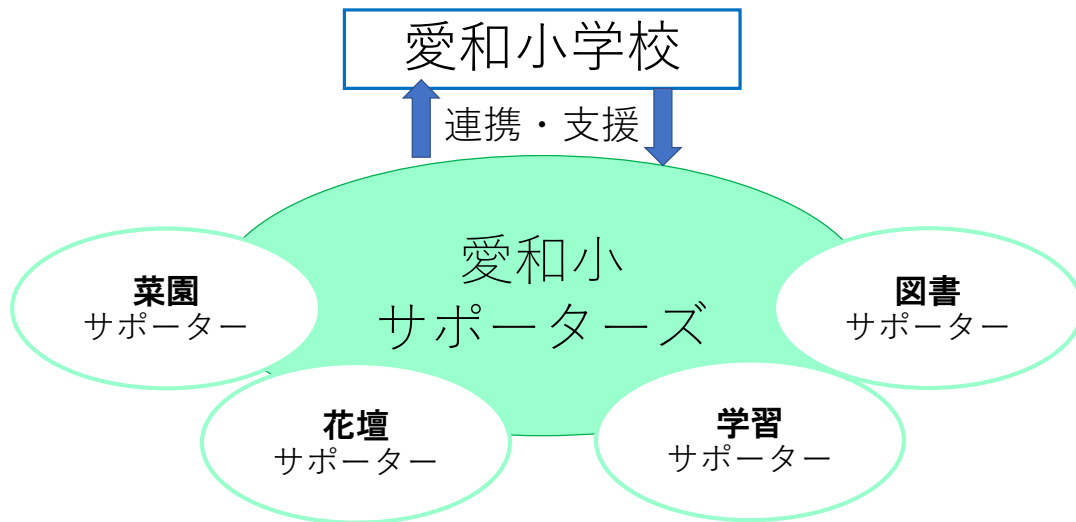 愛和小学校
連携・支援
愛和小
サポーターズ
菜園
サポーター
花壇
サポーター
学習
サポーター
図書
サポーター